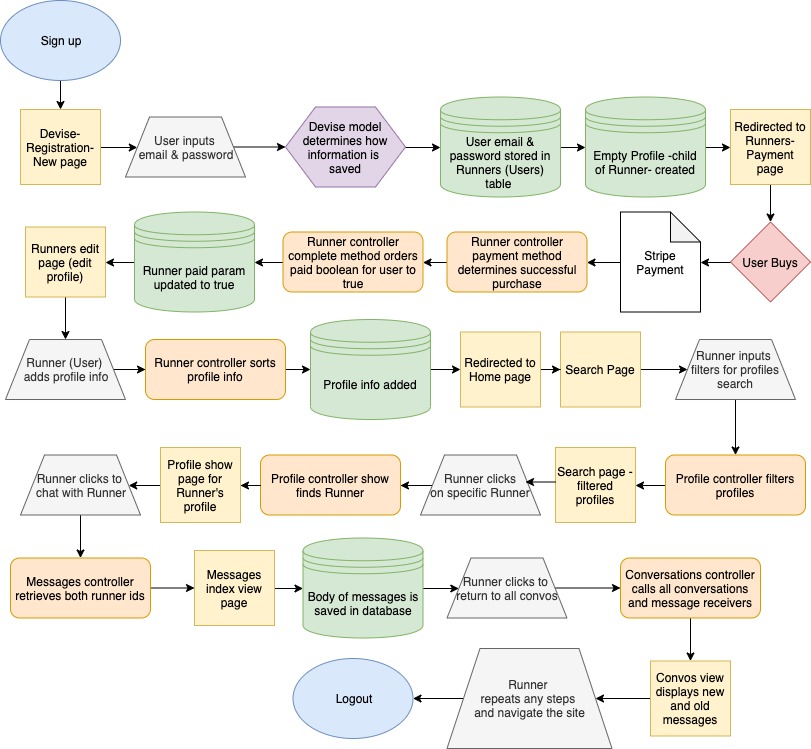 Sign up
Devise-
Registration-
New page
User inputs
email & password
Devise model
determines how
information is
saved
User email &
password stored in
Runners (Users)
table
Empty Profile -child
of Runner- created
Redirected to
Runners-
Payment
page
User Buys
Stripe
Payment
Runner controller
payment method
determines successful
purchase
Runner controller
complete method orders
paid boolean for user to
true
Runner paid param
updated to true
Runners edit
page (edit
profile)
Runner (User)
adds profile info
Runner controller sorts
profile info
Profile info added
Redirected to
Home page
Search Page
Runner inputs
filters for profiles
search
Profile controller filters
profiles
Search page -
filtered
profiles
Runner clicks
on specific Runner
Profile controller show
finds Runner
Profile show
page for
Runner's
profile
Runner clicks to
chat with Runner
Messages controller
retrieves both runner ids
Messages
index view
page
Body of messages is
saved in database
Runner clicks to
return to all convos
Conversations controller
calls all conversations
and message receivers
Convos view
displays new
and old
messages
Runner
repeats any steps
and navigate the site
Logout